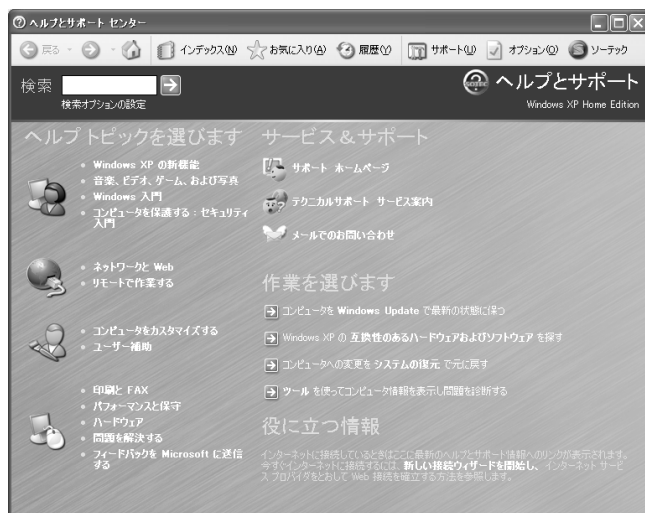 ヘルプとサポート センター
戻る
インデックス(N)
お気に入り(A)
履歴(Y)
サポート(U)
オプション(O)
ソーテック
検索
検索オプションの設定
ヘルプとサポート
Windows XP Home Edition
ヘルプ トピックを選びます
Windows XP の新機能
音楽、ビデオ、ゲーム、および写真
Windows 入門
コンピュータを保護する : セキュリティ
入門
ネットワークと Web
リモートで作業する
コンピュータをカスタマイズする
ユーザー補助
印刷と FAX
パフォーマンスと保守
ハードウェア
問題を解決する
フィードバックを Microsoft に送信
する
サービス&サポート
サポート ホームページ
テクニカルサポート サービス案内
メールでのお問い合わせ
作業を選びます
コンピュータを Windows Update で最新の状態に保つ
Windows XP の 互換性のあるハードウェアおよびソフトウェア を探す
コンピュータへの変更を システムの復元 で元に戻す
ツール を使ってコンピュータ情報を表示し問題を診断する
役に立つ情報
インターネットに接続しているときはここに最新のヘルプとサポート情報へのリンクが表示されます。
今すぐインターネットに接続するには、新しい接続ウィザードを開始し、インターネット サービ
ス プロバイダをとおして Web 接続を確立する方法を参照します。